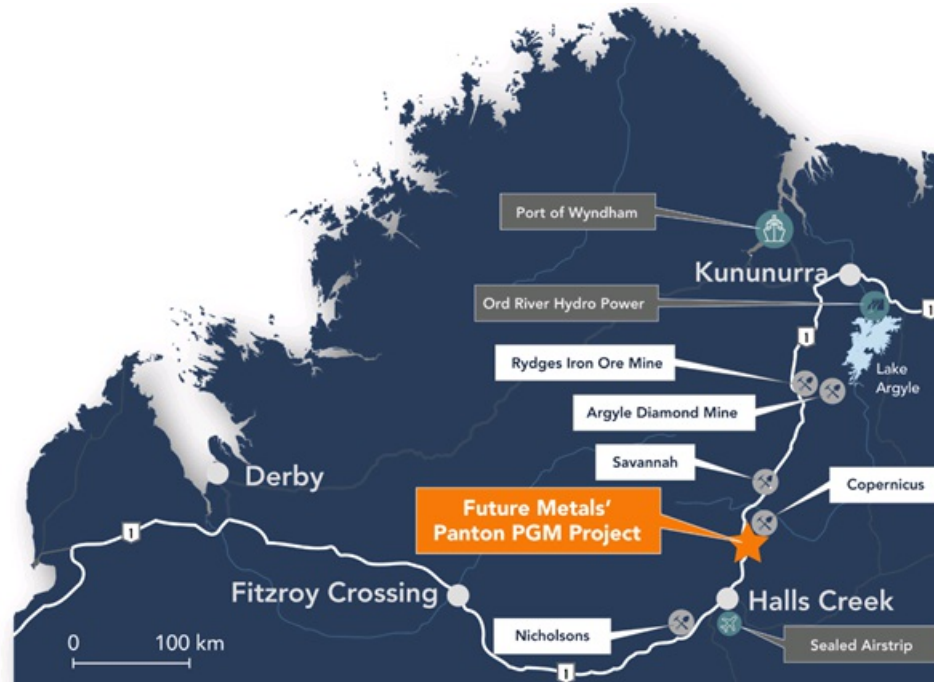 Port of Wyndham
Kununurra
Ord River Hydro Power
1
1
Rydges Iron Ore Mine
Lake
Argyle
Argyle Diamond Mine
Savannah
Copernicus
Derby
Future Metals'
Panton PGM Project
1
Fitzroy Crossing
Halls Creek
Nicholsons
Sealed Airstrip
0 100 km
1